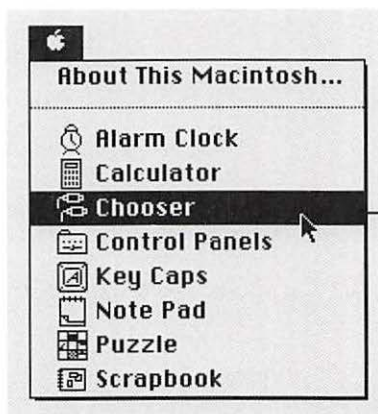 About This Macintosh...
Alarm Clock
Calculator
Chooser
Control Panels
Key Caps
Note Pad
Puzzle
Scrapbook